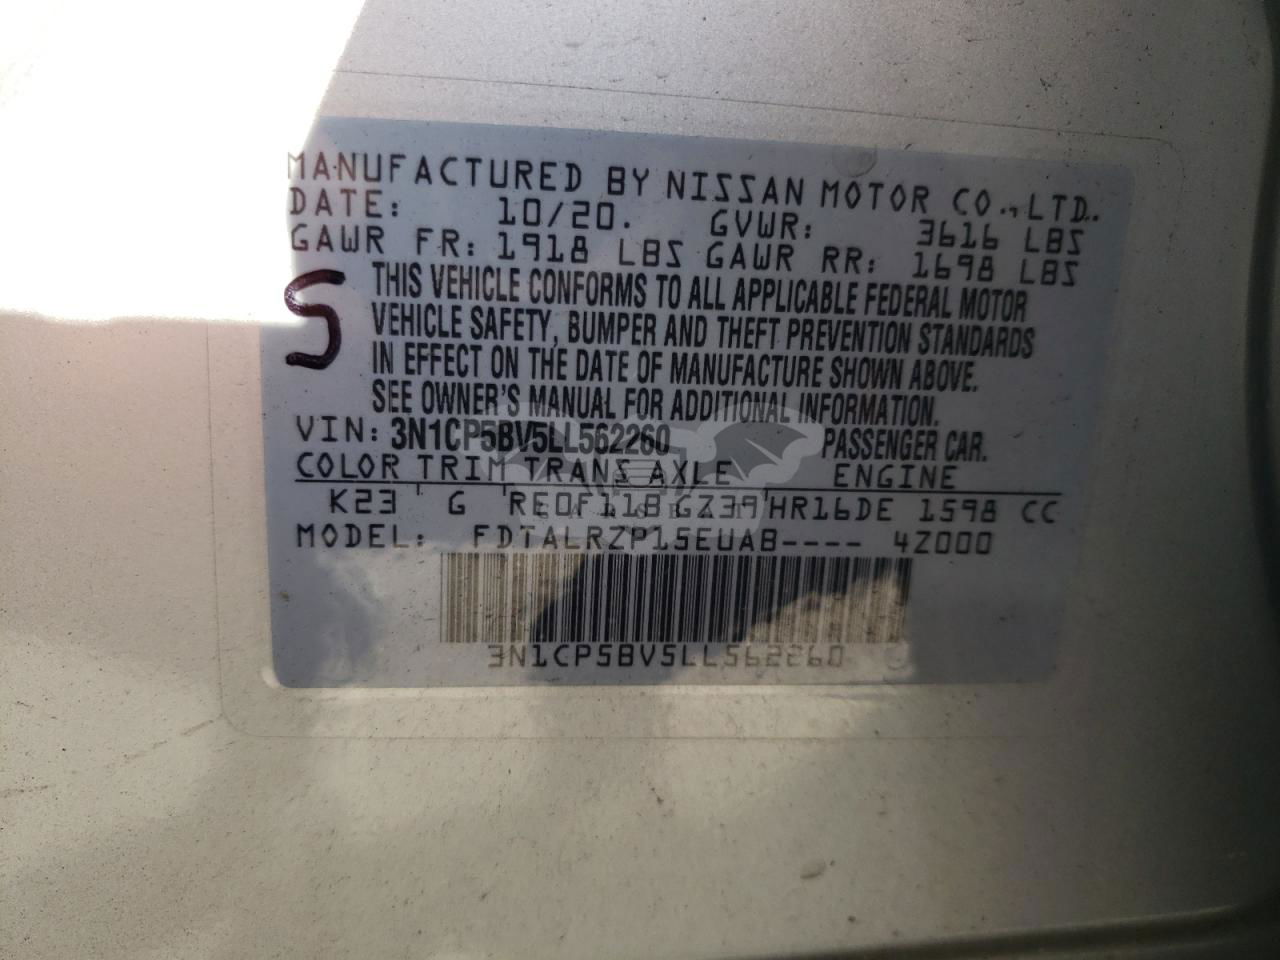 MANUFACTURED BY NISSAN MOTOR CO., LTD.
DATE: 10/20. GVWR: 3616 LBS
GAWR FR: 1918 LBS GAWR RR: 1698 LBS
S
THIS VEHICLE CONFORMS TO ALL APPLICABLE FEDERAL MOTOR
VEHICLE SAFETY, BUMPER AND THEFT PREVENTION STANDARDS
IN EFFECT ON THE DATE OF MANUFACTURE SHOWN ABOVE.
SEE OWNER'S MANUAL FOR ADDITIONAL INFORMATION.
VIN: 3N1CP5BV5LL562260 PASSENGER CAR.
COLOR TRIM TRANS AXLE ENGINE
K23 G RE0F11B GZ39 HR16DE 1598 CC
MODEL: FDTALRZP15EUAB---- 4Z000
3N1CP5BV5LL562260